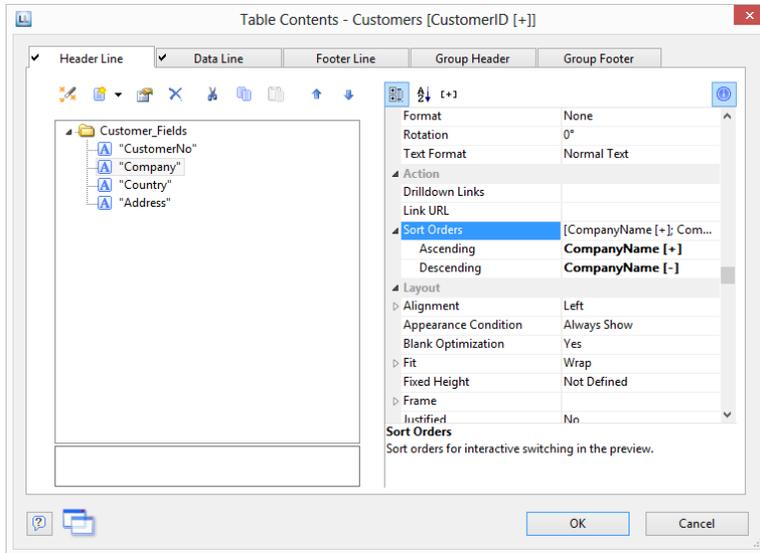 LL
Table Contents - Customers [CustomerID [+]]
Header Line
Data Line
Footer Line
Group Header
Group Footer
Customer_Fields
A "CustomerNo"
A "Company"
A "Country"
A "Address"
A Z [+]
Format None
Rotation 0°
Text Format Normal Text
Action
Drilldown Links
Link URL
Sort Orders [CompanyName [+]; Com...
Ascending CompanyName [+]
Descending CompanyName [-]
Layout
Alignment Left
Appearance Condition Always Show
Blank Optimization Yes
Fit Wrap
Fixed Height Not Defined
Frame
Justified No
Sort Orders
Sort orders for interactive switching in the preview.
?
OK
Cancel